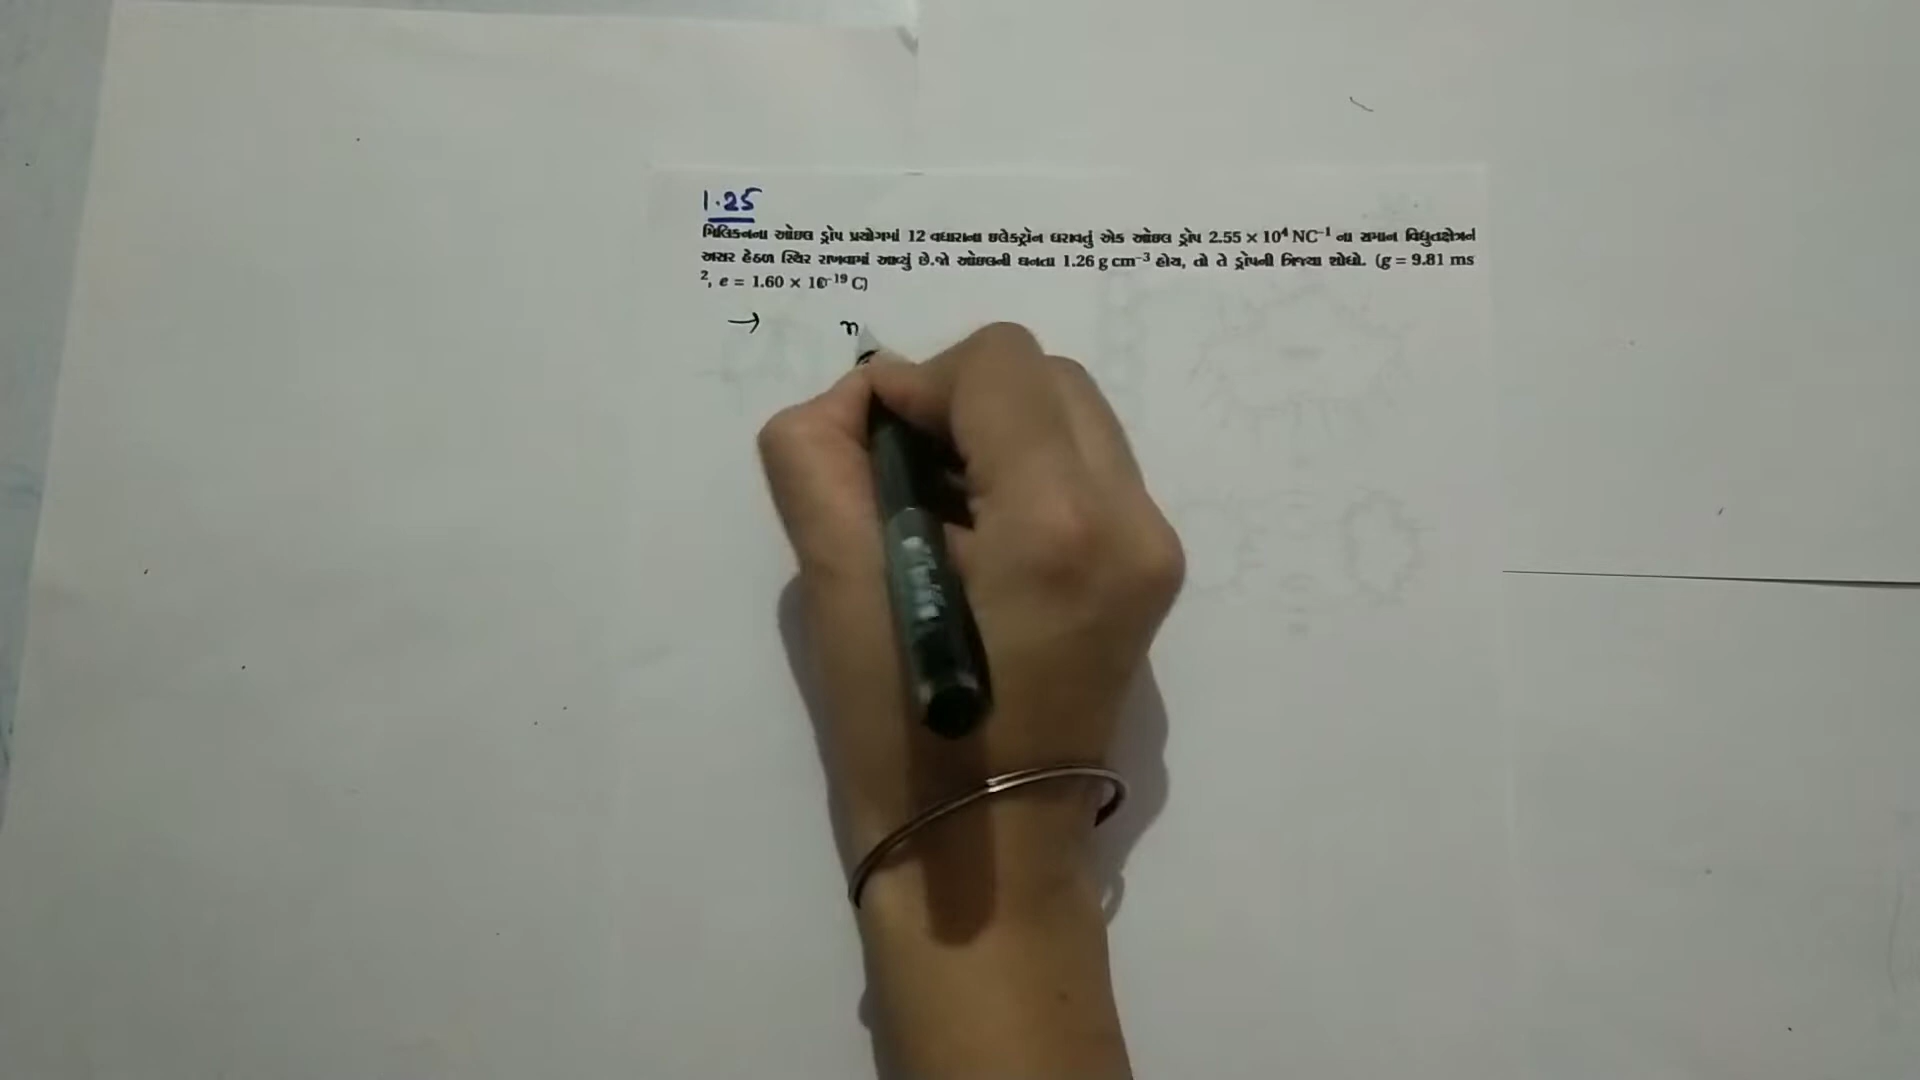 1.25
મિલિકનના ઓઇલ ડ્રોપ પ્રયોગમાં 12 વધારાના ઇલેક્ટ્રૉન ધરાવતું એક ઓઇલ ડ્રોપ 2.55 × 10⁴ NC⁻¹ ના સમાન વિદ્યુતક્ષેત્રની
અસર હેઠળ સ્થિર રાખવામાં આવ્યું છે.જો ઓઇલની ઘનતા 1.26 g cm⁻³ હોય, તો તે ડ્રોપની ત્રિજ્યા શોધો. (g = 9.81 ms
², e = 1.60 × 10⁻¹⁹ C)
→ n